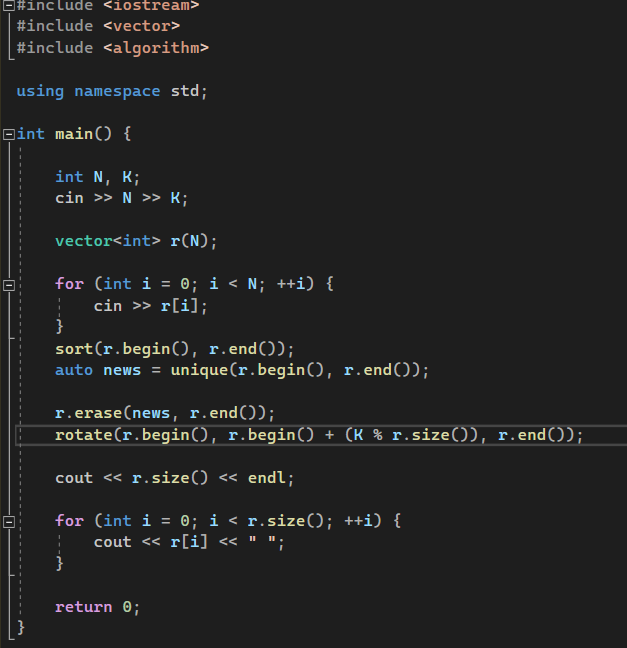 #include <iostream>
#include <vector>
#include <algorithm>
using namespace std;
int main() {
int N, K;
cin >> N >> K;
vector<int> r(N);
for (int i = 0; i < N; ++i) {
cin >> r[i];
}
sort(r.begin(), r.end());
auto news = unique(r.begin(), r.end());
r.erase(news, r.end());
rotate(r.begin(), r.begin() + (K % r.size()), r.end());
cout << r.size() << endl;
for (int i = 0; i < r.size(); ++i) {
cout << r[i] << " ";
}
return 0;
}